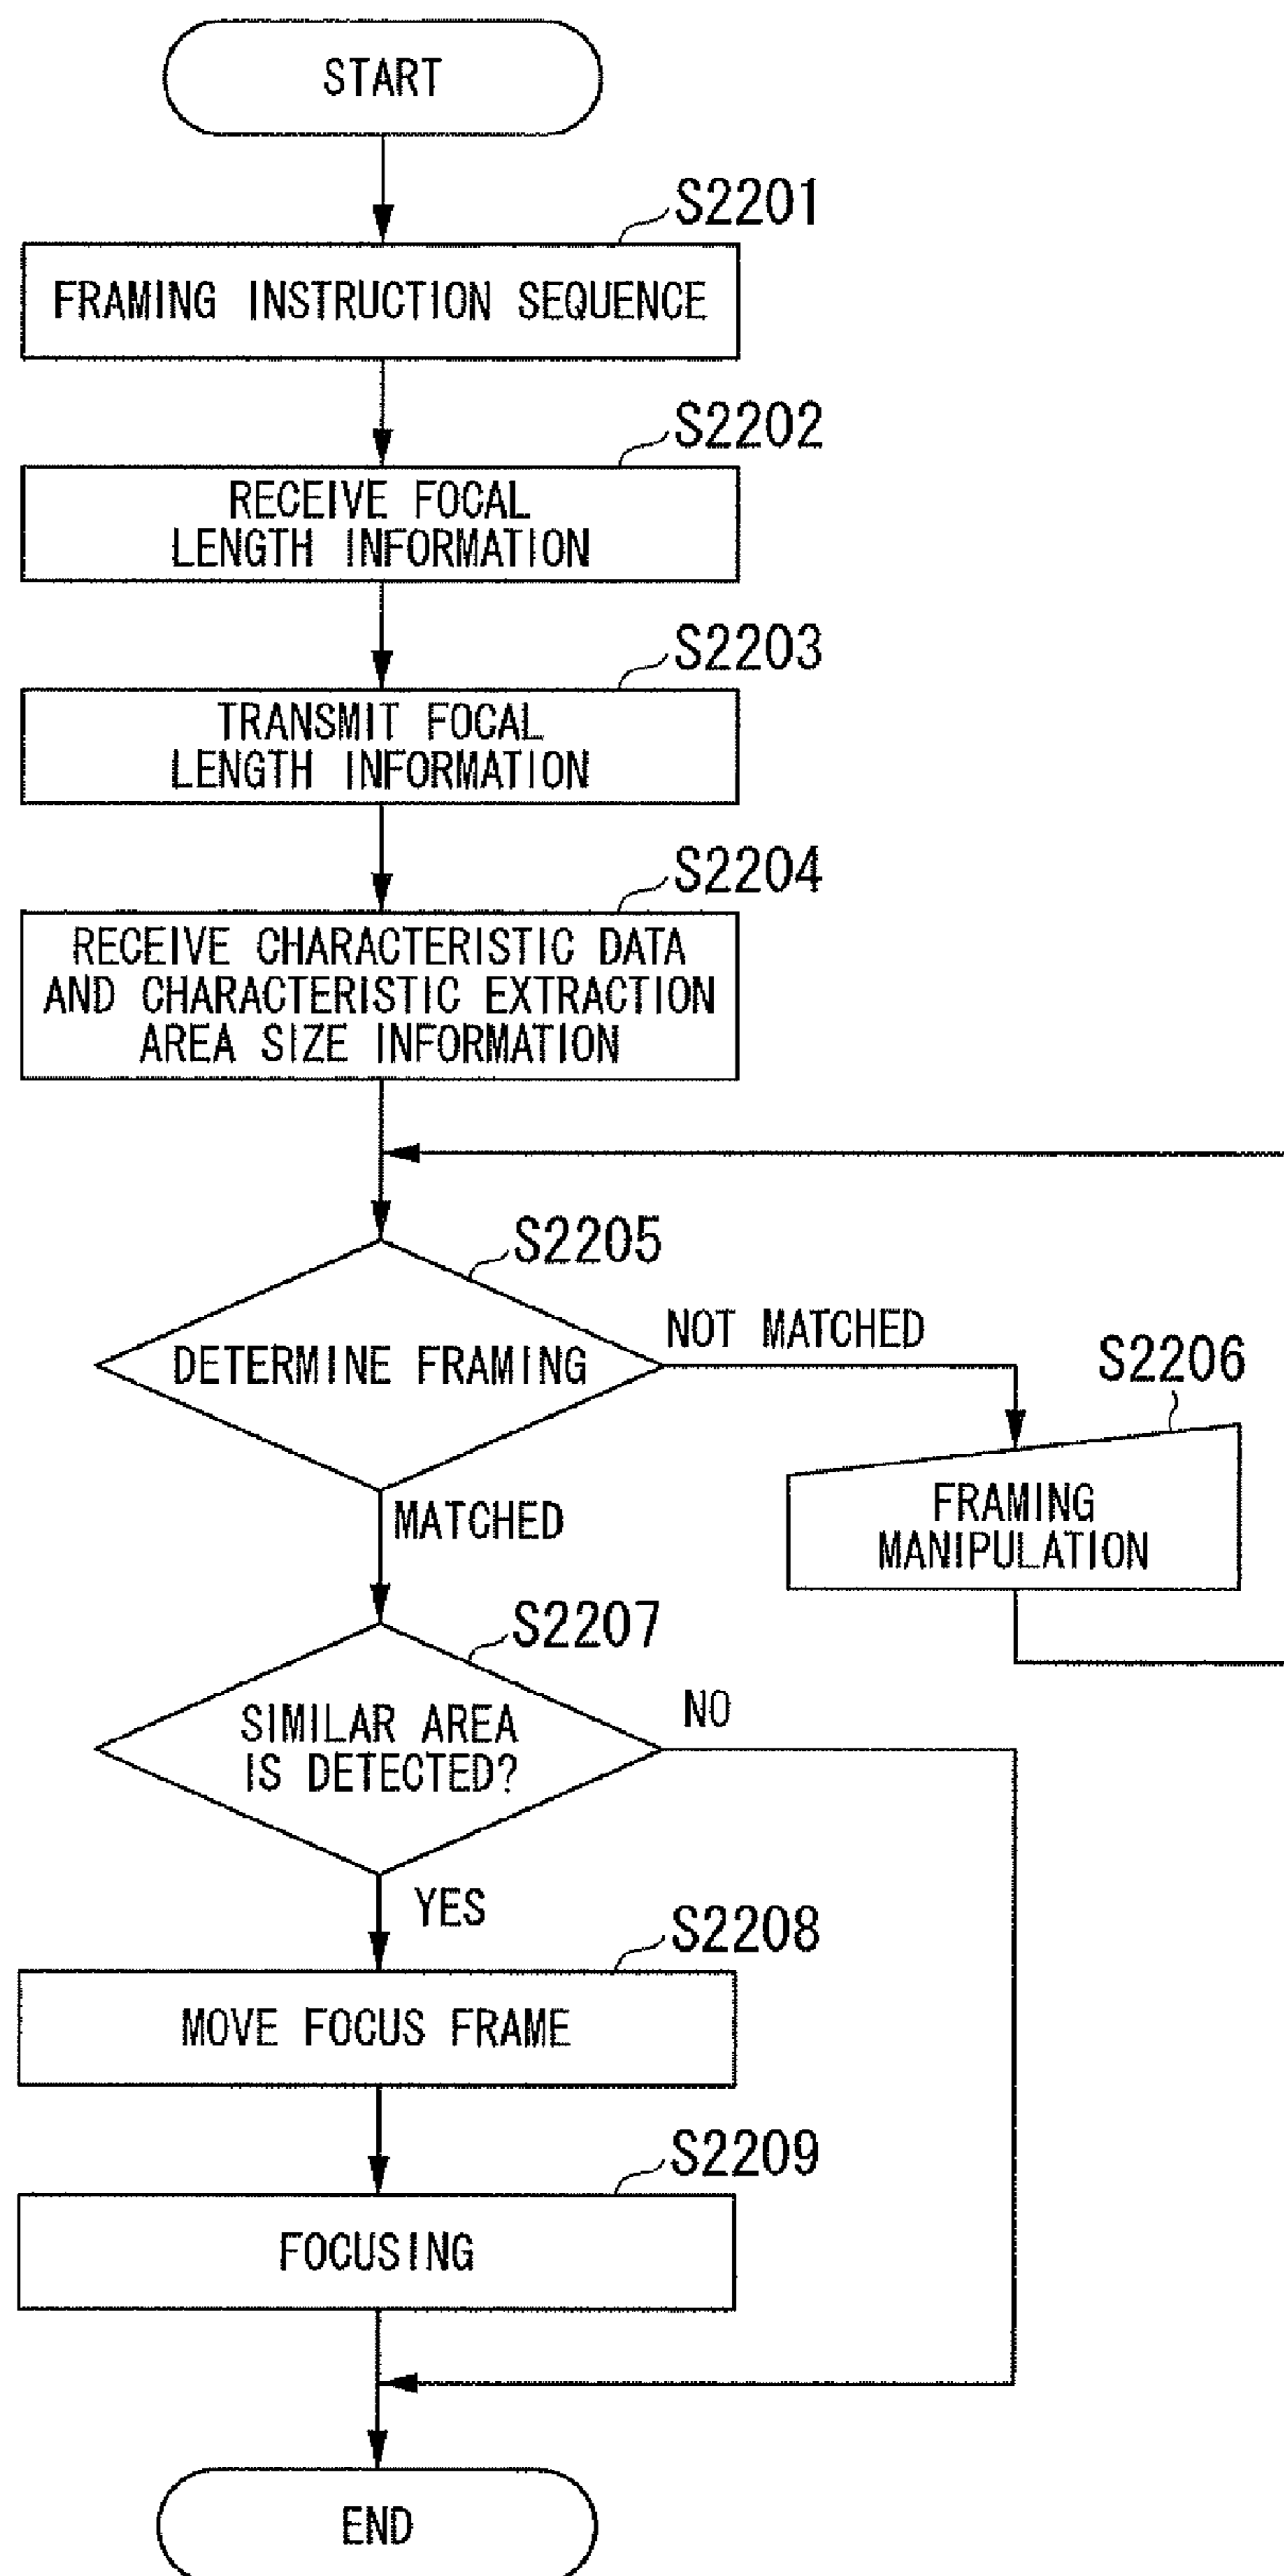 START
S2201
FRAMING INSTRUCTION SEQUENCE
S2202
RECEIVE FOCAL
LENGTH INFORMATION
S2203
TRANSMIT FOCAL
LENGTH INFORMATION
S2204
RECEIVE CHARACTERISTIC DATA
AND CHARACTERISTIC EXTRACTION
AREA SIZE INFORMATION
S2205
DETERMINE FRAMING
NOT MATCHED
S2206
FRAMING
MANIPULATION
MATCHED
S2207
SIMILAR AREA
IS DETECTED?
NO
YES
S2208
MOVE FOCUS FRAME
S2209
FOCUSING
END